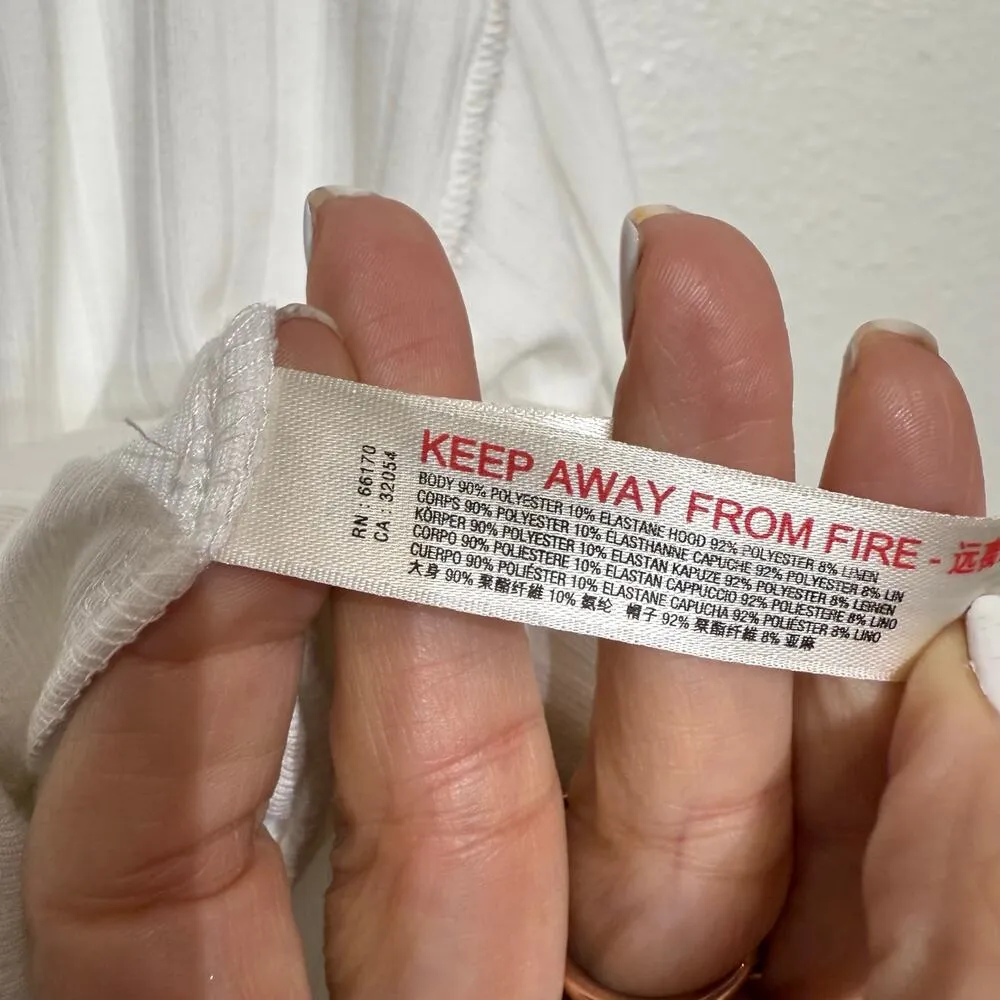 RN : 66170
CA : 32054
KEEP AWAY FROM FIRE - 远离
BODY 90% POLYESTER 10% ELASTANE HOOD 92% POLYESTER 8% LINEN
CORPS 90% POLYESTER 10% ELASTHANNE CAPUCHE 92% POLYESTER 8% LIN
KÖRPER 90% POLYESTER 10% ELASTAN KAPUZE 92% POLYESTER 8% LEINEN
CORPO 90% POLIESTERE 10% ELASTAN CAPPUCCIO 92% POLIESTERE 8% LINO
CUERPO 90% POLIÉSTER 10% ELASTANE CAPUCHA 92% POLIÉSTER 8% LINO
大身 90% 聚酯纤维 10% 氨纶 帽子 92% 聚酯纤维 8% 亚麻